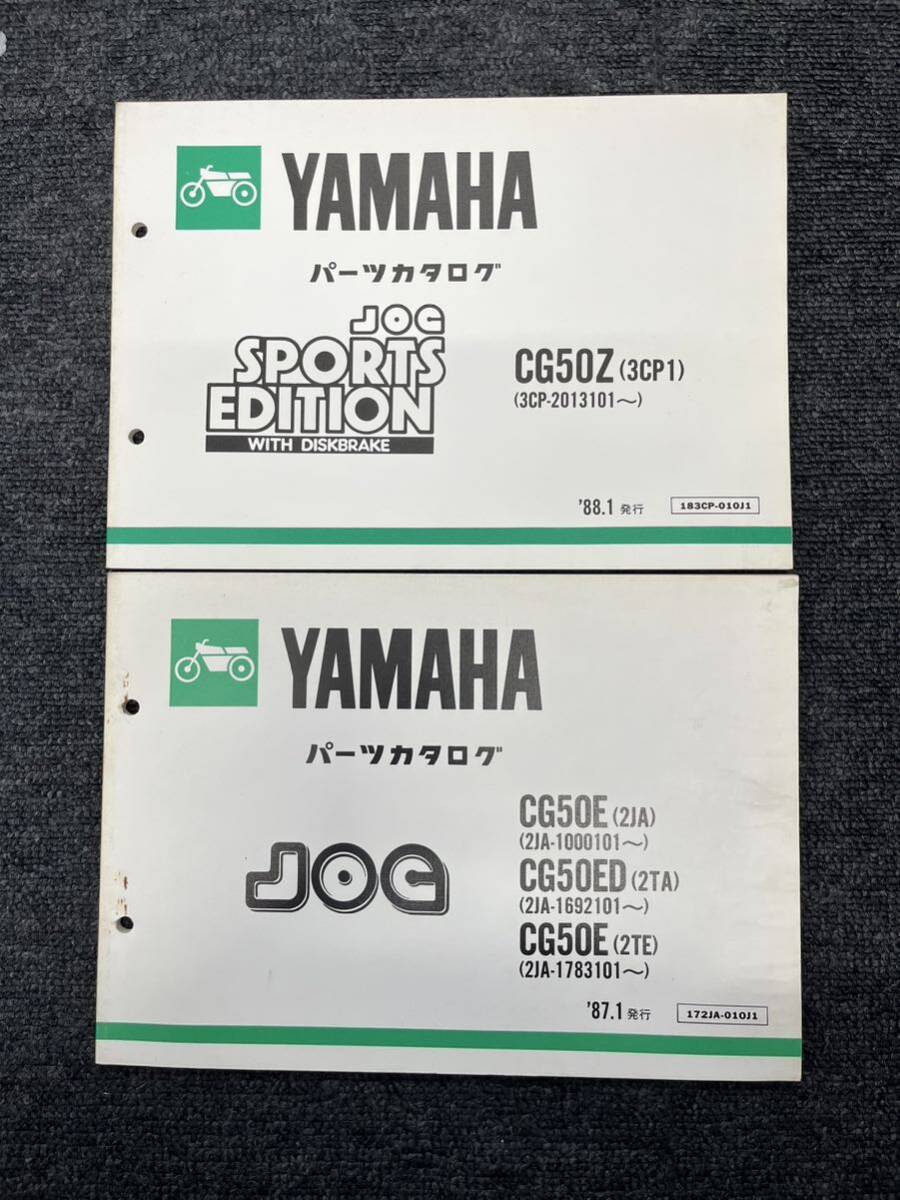 YAMAHA
パーツカタログ
JOG
SPORTS
EDITION
WITH DISKBRAKE
CG50Z (3CP1)
(3CP-2013101～)
'88.1 発行
183CP-010J1
YAMAHA
パーツカタログ
JOG
CG50E (2JA)
(2JA-1000101～)
CG50ED (2TA)
(2JA-1692101～)
CG50E (2TE)
(2JA-1783101～)
'87.1 発行
172JA-010J1